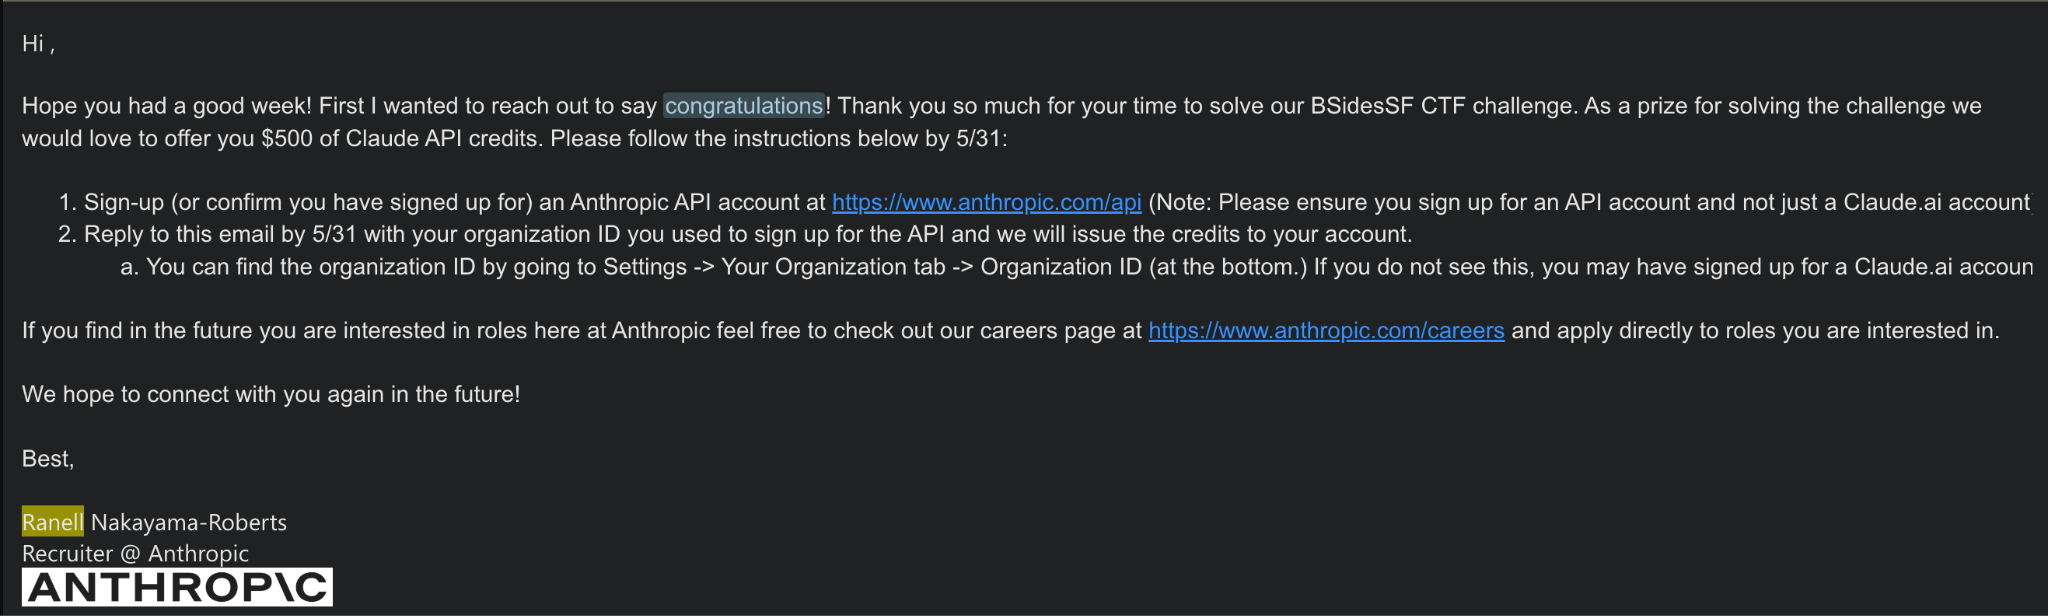 Hi ,
Hope you had a good week! First I wanted to reach out to say congratulations! Thank you so much for your time to solve our BSidesSF CTF challenge. As a prize for solving the challenge we
would love to offer you $500 of Claude API credits. Please follow the instructions below by 5/31:
1. Sign-up (or confirm you have signed up for) an Anthropic API account at https://www.anthropic.com/api (Note: Please ensure you sign up for an API account and not just a Claude.ai account
2. Reply to this email by 5/31 with your organization ID you used to sign up for the API and we will issue the credits to your account.
a. You can find the organization ID by going to Settings -> Your Organization tab -> Organization ID (at the bottom.) If you do not see this, you may have signed up for a Claude.ai accoun
If you find in the future you are interested in roles here at Anthropic feel free to check out our careers page at https://www.anthropic.com/careers and apply directly to roles you are interested in.
We hope to connect with you again in the future!
Best,
Ranell Nakayama-Roberts
Recruiter @ Anthropic
ANTHROP\C